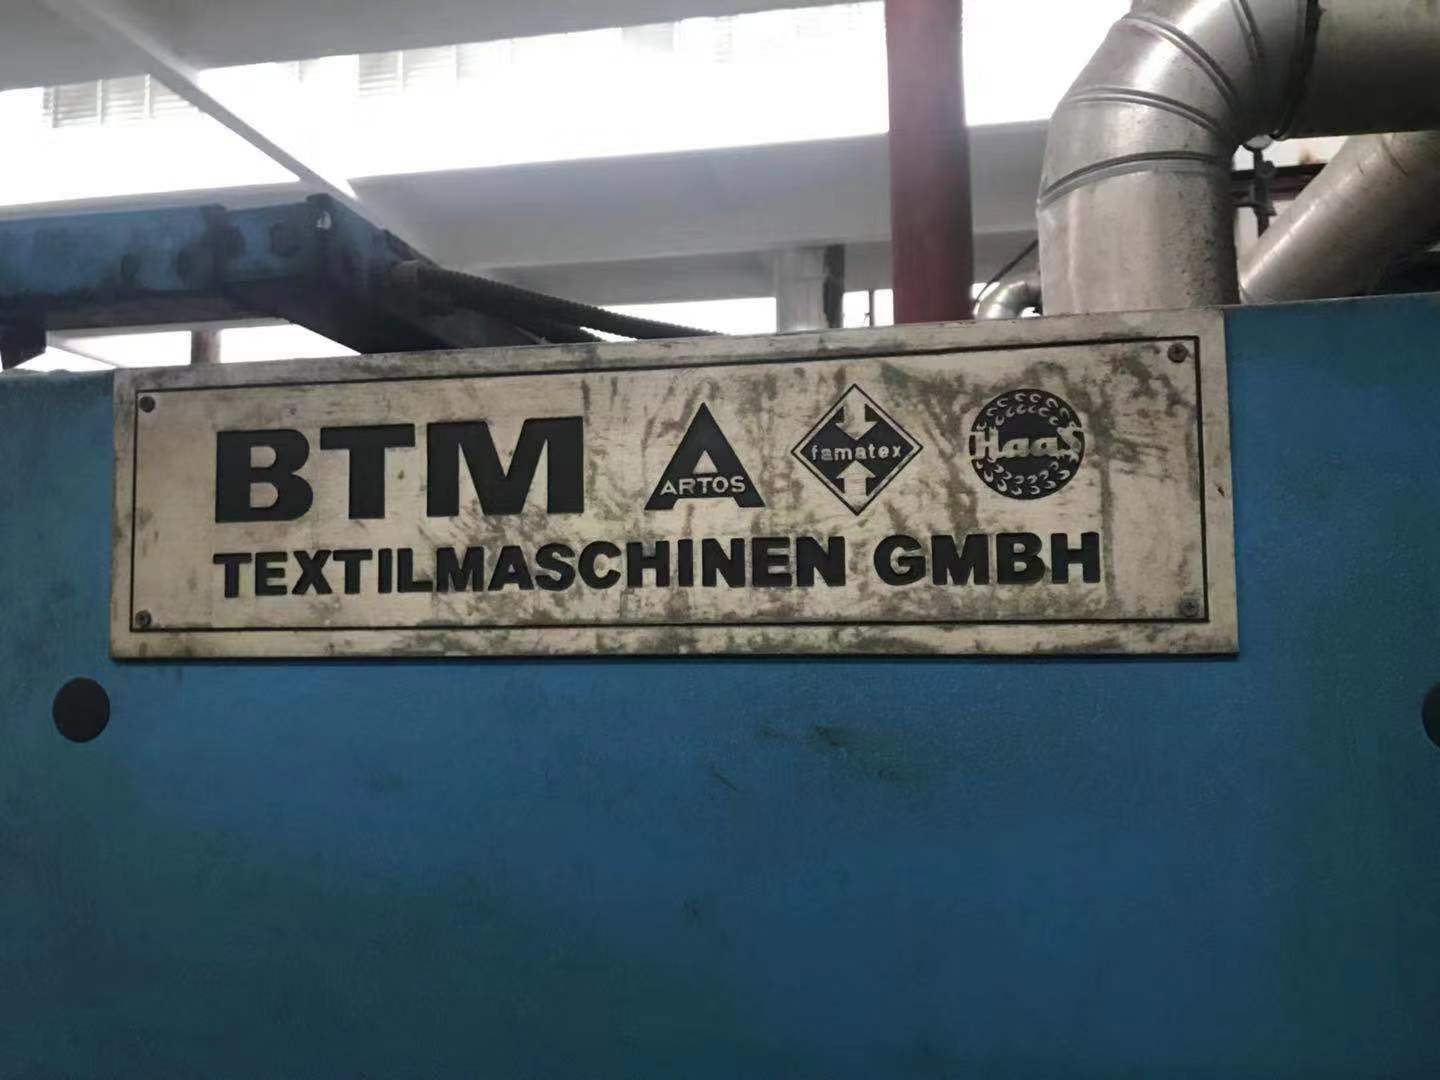 BTM ARTOS famatex HaaS
TEXTILMASCHINEN GMBH